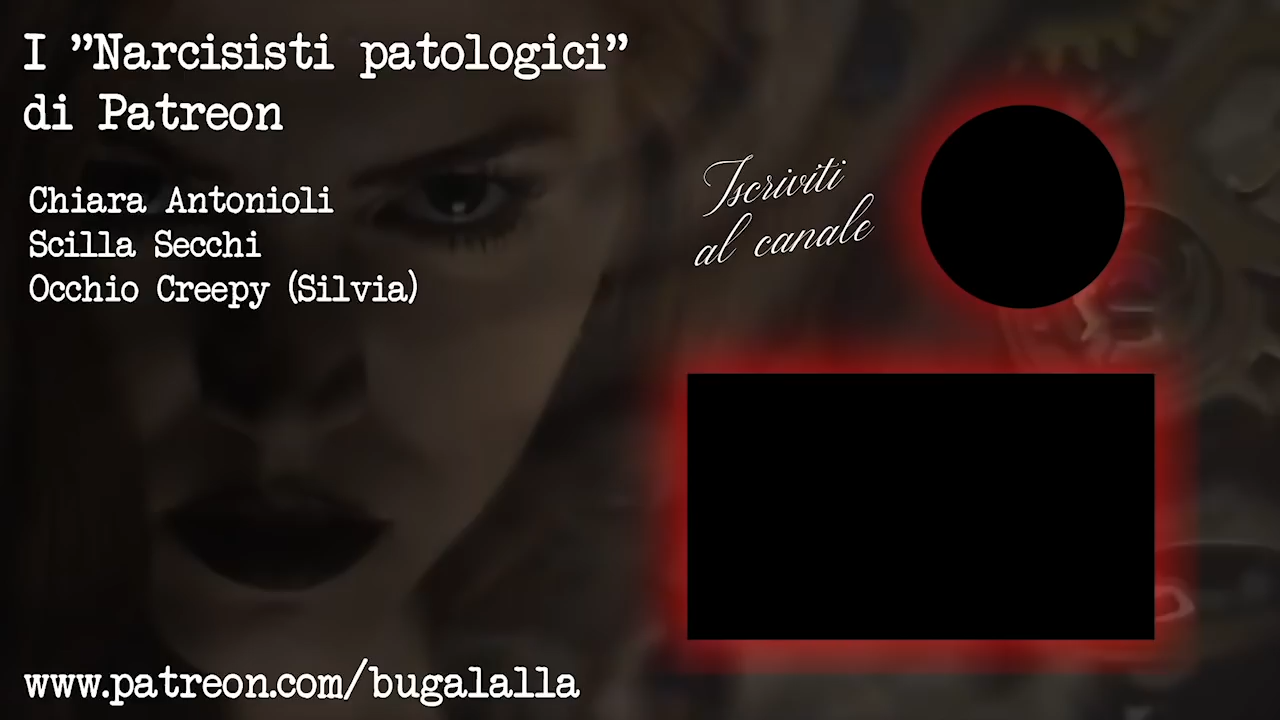 I "Narcisisti patologici"
di Patreon
Chiara Antonioli
Scilla Secchi
Occhio Creepy (Silvia)
Iscriviti
al canale
www.patreon.com/bugalalla